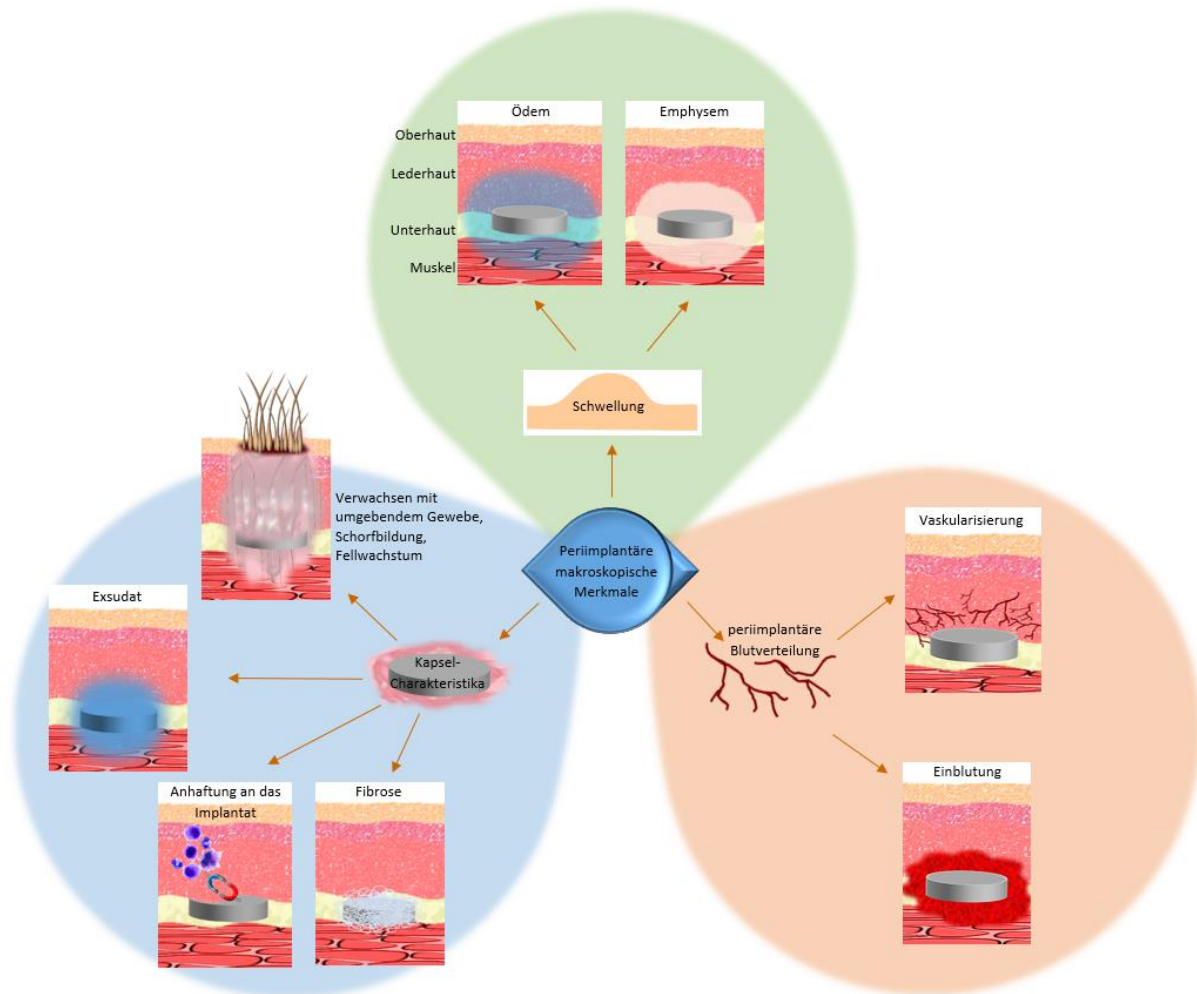 Ödem
Emphysem
Oberhaut
Lederhaut
Unterhaut
Muskel
Schwellung
Verwachsen mit
umgebendem Gewebe,
Schorfbildung,
Fellwachstum
Periimplantäre
makroskopische
Merkmale
Vaskularisierung
Exsudat
periimplantäre
Blutverteilung
Kapsel-
Charakteristika
Anhaftung an das
Implantat
Fibrose
Einblutung